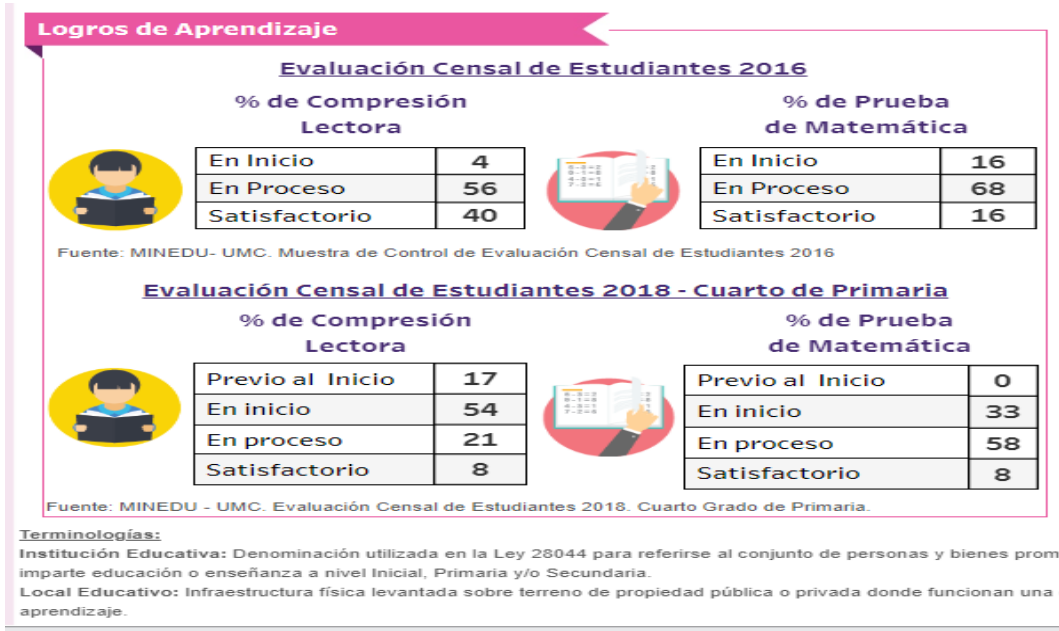 Logros de Aprendizaje
Evaluación Censal de Estudiantes 2016
% de Compresión
Lectora
En Inicio 4
En Proceso 56
Satisfactorio 40
% de Prueba
de Matemática
En Inicio 16
En Proceso 68
Satisfactorio 16
Fuente: MINEDU- UMC. Muestra de Control de Evaluación Censal de Estudiantes 2016
Evaluación Censal de Estudiantes 2018 - Cuarto de Primaria
% de Compresión
Lectora
Previo al Inicio 17
En inicio 54
En proceso 21
Satisfactorio 8
% de Prueba
de Matemática
Previo al Inicio 0
En inicio 33
En proceso 58
Satisfactorio 8
Fuente: MINEDU - UMC. Evaluación Censal de Estudiantes 2018. Cuarto Grado de Primaria.
Terminologías:
Institución Educativa: Denominación utilizada en la Ley 28044 para referirse al conjunto de personas y bienes prom
imparte educación o enseñanza a nivel Inicial, Primaria y/o Secundaria.
Local Educativo: Infraestructura física levantada sobre terreno de propiedad pública o privada donde funcionan una
aprendizaje.